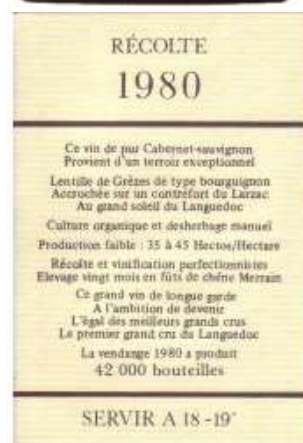 RÉCOLTE
1980
Ce vin de pur Cabernet-sauvignon
Provient d'un terroir exceptionnel
Lentille de Grèzes de type bourguignon
Accrochée sur un contrefort du Larzac
Au grand soleil du Languedoc
Culture organique et desherbage manuel
Production faible : 35 à 45 Hectos/Hectare
Récolte et vinification perfectionnistes
Elevage vingt mois en fûts de chêne Merrain
Ce grand vin de longue garde
A l'ambition de devenir
L'égal des meilleurs grands crus
Le premier grand cru du Languedoc
La vendange 1980 a produit
42 000 bouteilles
SERVIR A 18-19°